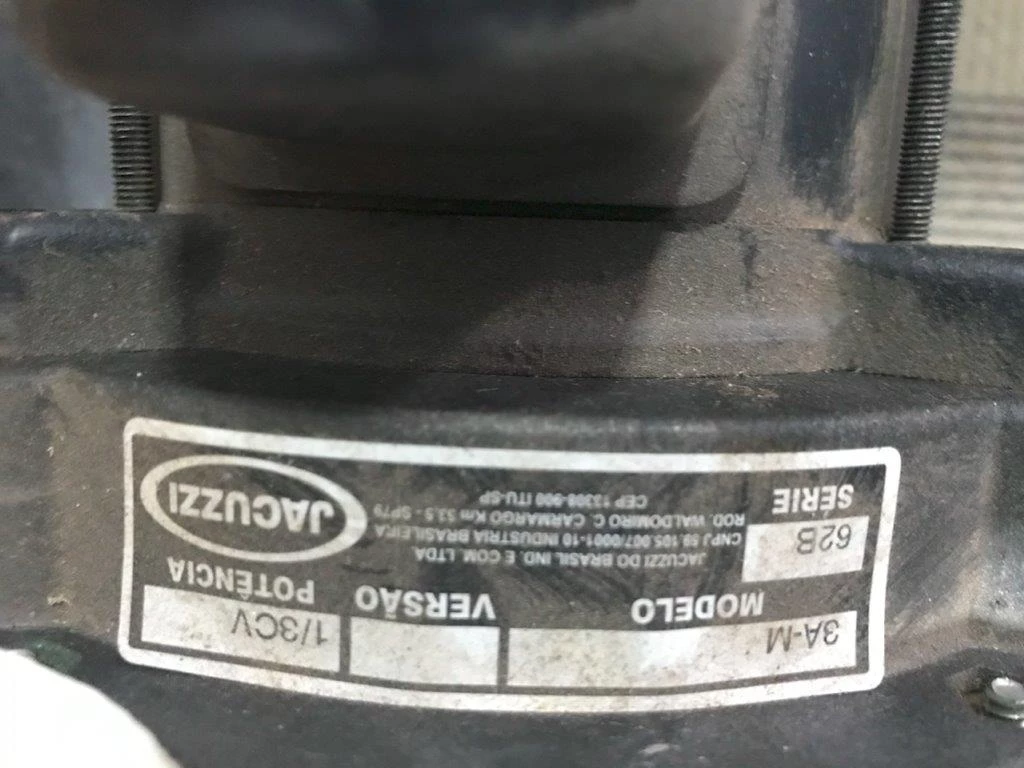 3A-M 1/3CV
MODELO VERSÃO POTÊNCIA
62B
SÉRIE
JACUZZI DO BRASIL IND. E COM. LTDA
CNPJ 59.105.007/0001-10 INDUSTRIA BRASILEIRA
ROD. WALDOMIRO C. CARMARGO Km 53,5 - SP79
CEP 13308-900 ITU-SP
JACUZZI